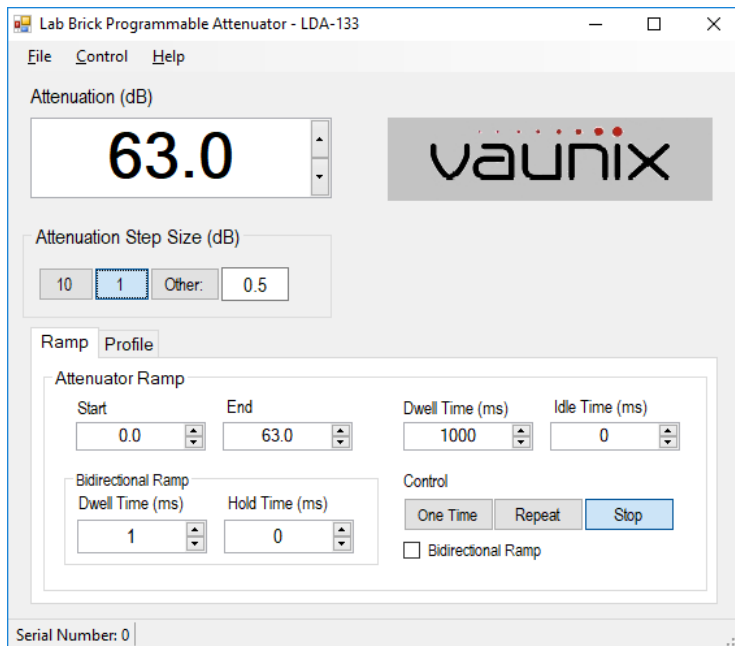 Lab Brick Programmable Attenuator - LDA-133
File Control Help
Attenuation (dB)
63.0
vaunix
Attenuation Step Size (dB)
10 1 Other: 0.5
Ramp Profile
Attenuator Ramp
Start End Dwell Time (ms) Idle Time (ms)
0.0 63.0 1000 0
Bidirectional Ramp Control
Dwell Time (ms) Hold Time (ms)
One Time Repeat Stop
1 0
Bidirectional Ramp
Serial Number: 0